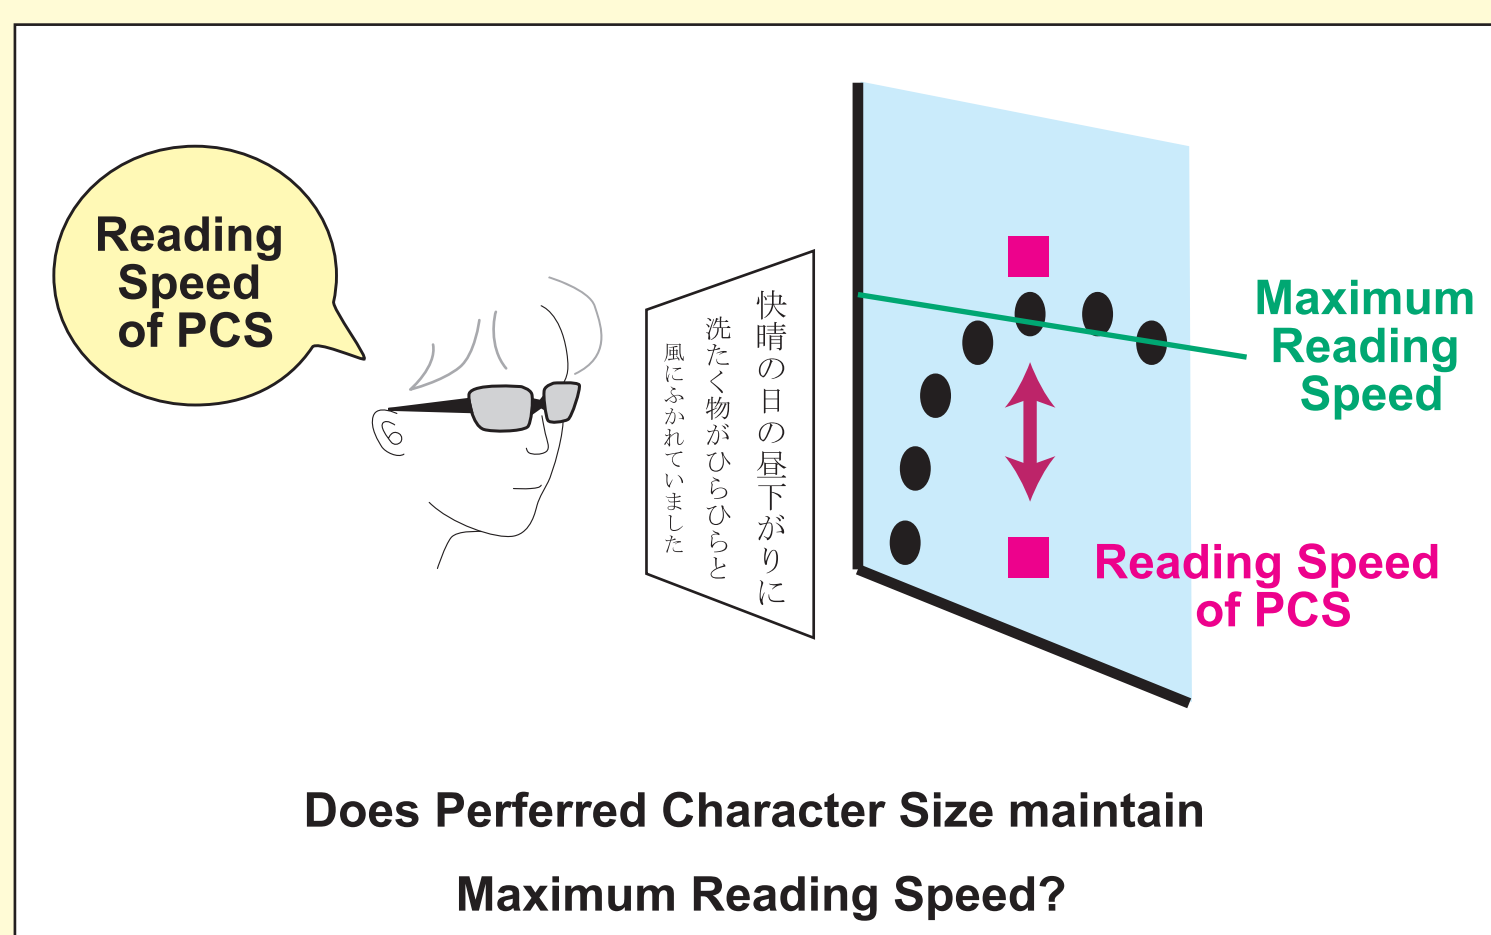 Reading
Speed
of PCS
快晴の日の昼下がりに
洗たく物がひらひらと
風にふかれていました
Maximum
Reading
Speed
Reading Speed
of PCS
Does Perferred Character Size maintain
Maximum Reading Speed?